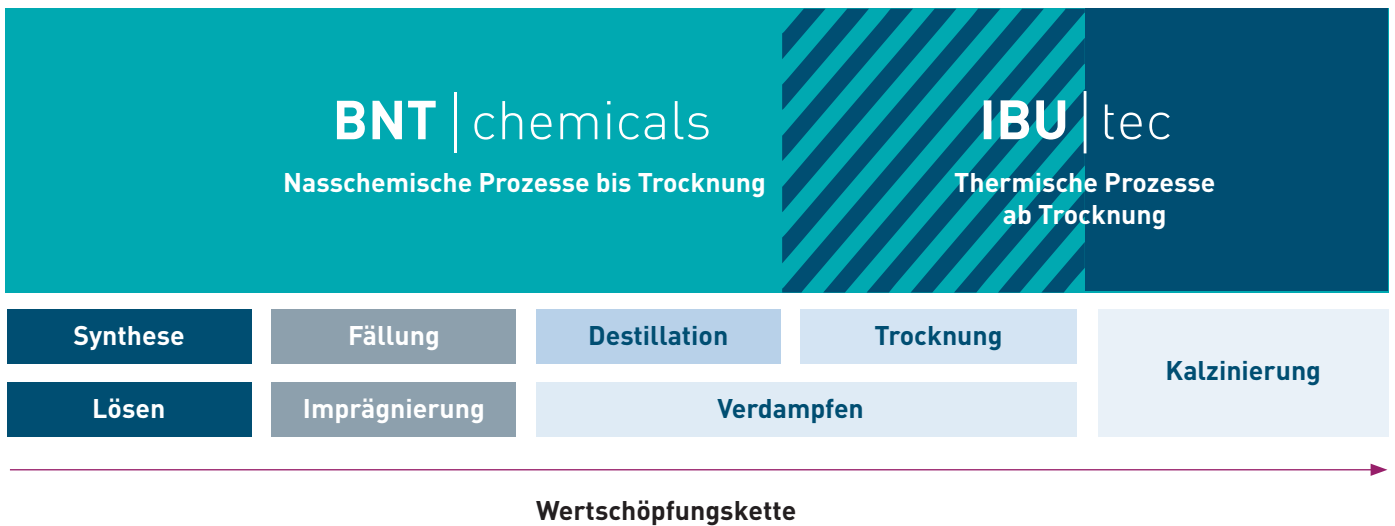 BNT | chemicals
Nasschemische Prozesse bis Trocknung
IBU | tec
Thermische Prozesse
ab Trocknung
Synthese
Fällung
Destillation
Trocknung
Kalzinierung
Lösen
Imprägnierung
Verdampfen
Wertschöpfungskette